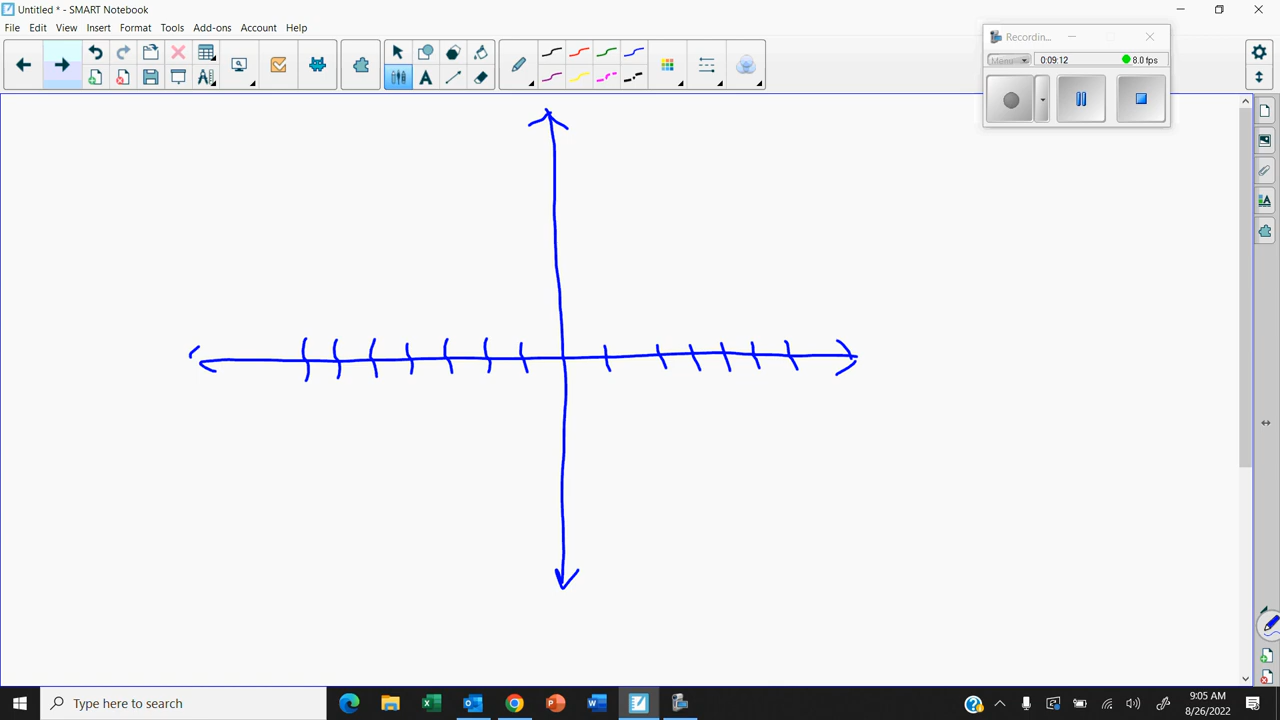 Untitled * - SMART Notebook
File Edit View Insert Format Tools Add-ons Account Help
Recordin...
Menu
0:09:12
8.0 fps
Type here to search
9:05 AM
8/26/2022